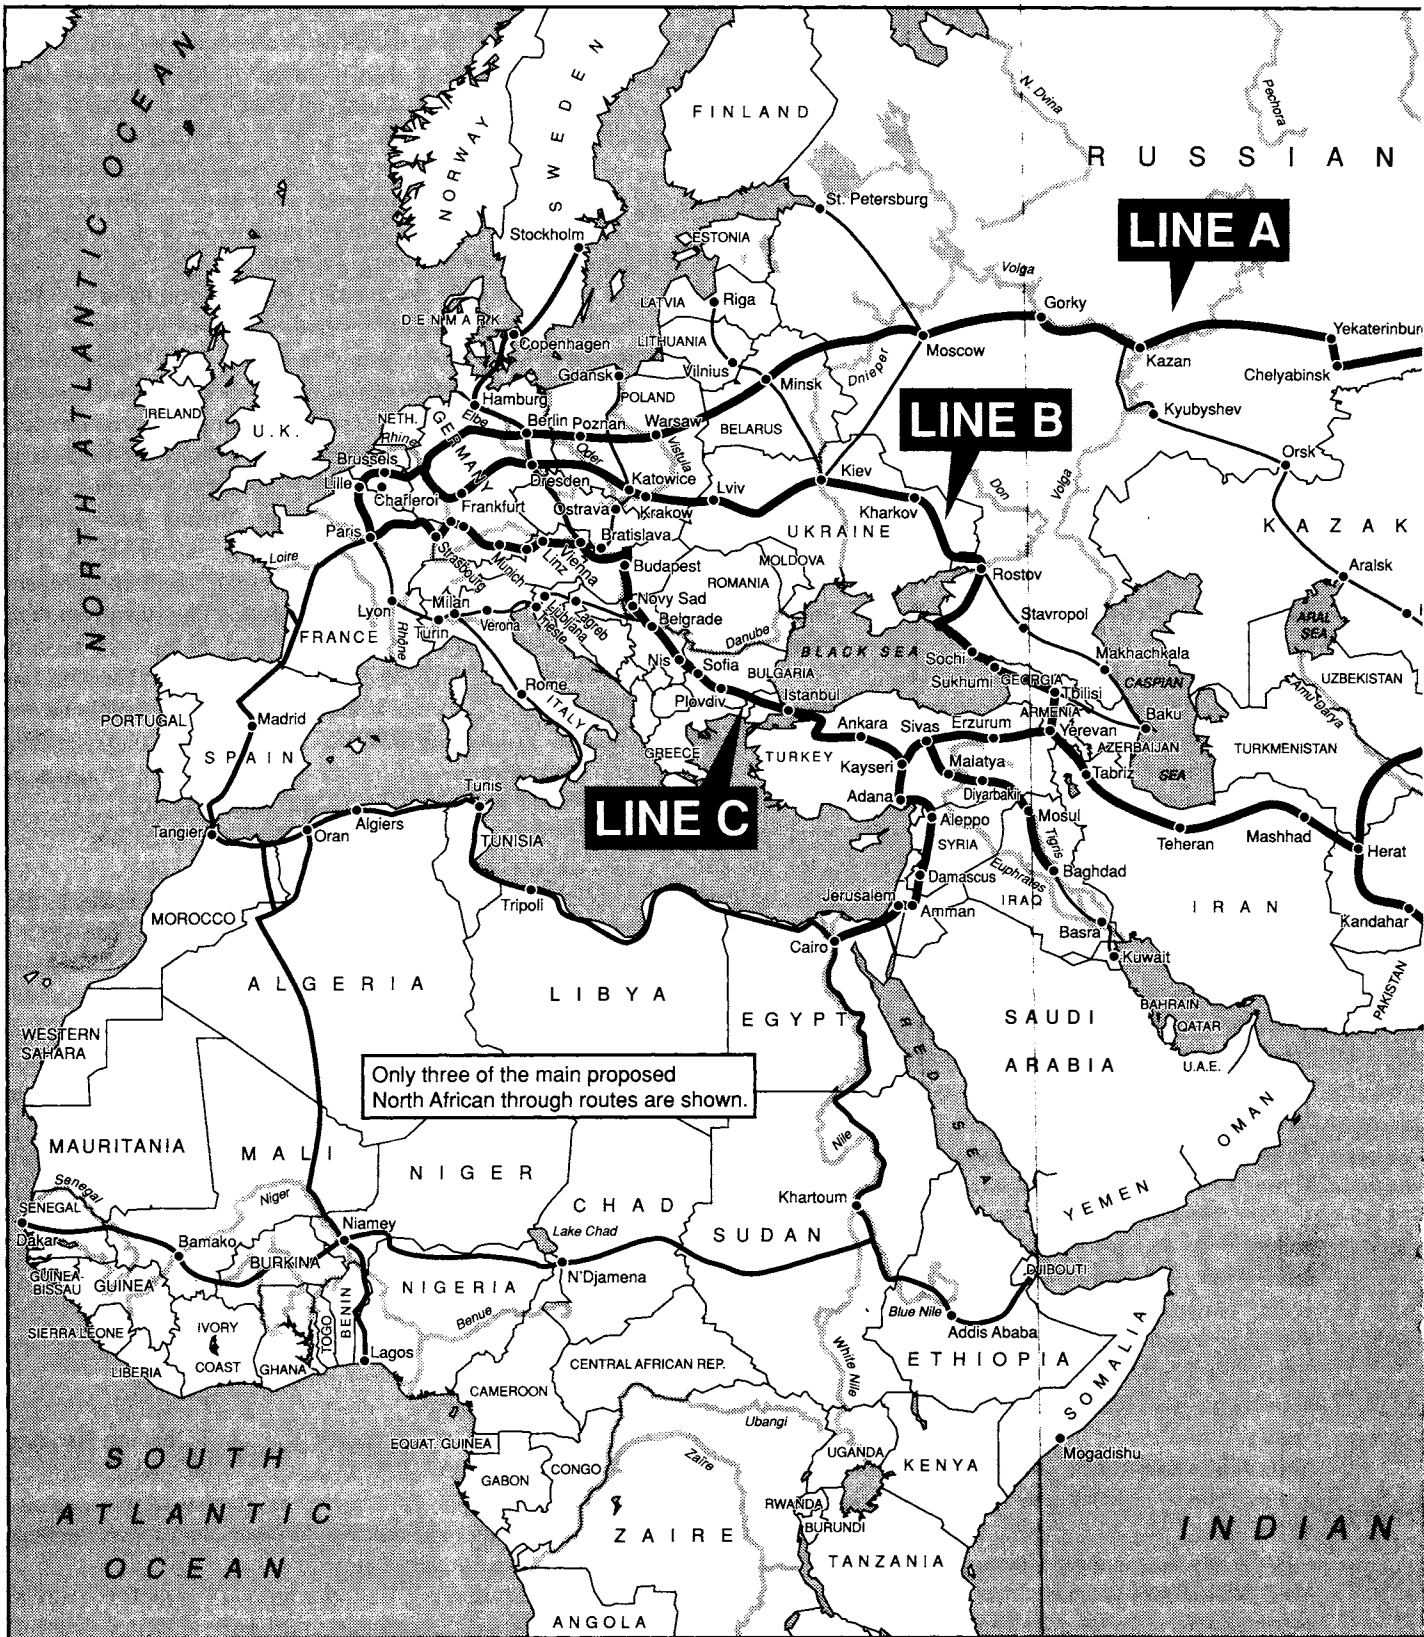 NORTH ATLANTIC OCEAN
NORWAY
SWEDEN
FINLAND
N. Dvina
Pechora
RUSSIAN
St. Petersburg
Stockholm
ESTONIA
LINE A
Volga
LATVIA
Riga
Gorky
DENMARK
Copenhagen
LITHUANIA
Moscow
Kazan
Yekaterinbur
Vilnius
Minsk
Dnieper
Chelyabinsk
Gdańsk
IRELAND
U.K.
NETH.
Hamburg
Elbe
POLAND
Kyubyshev
Rhine
GERMANY
Berlin
Poznan
Warsaw
BELARUS
LINE B
Oder
Vistula
Brussels
Lille
Charleroi
Dresden
Katowice
Kiev
Orsk
Volga
Don
Frankfurt
Ostrava
Krakow
Lviv
Kharkov
Paris
Bratislava
UKRAINE
KAZAK
Loire
Strasbourg
Munich
Linz
Vienna
Budapest
MOLDOVA
ROMANIA
Rostov
Aralsk
Lyon
Milan
Turin
Verona
Ljubljana
Trieste
Zagreb
Novy Sad
Belgrade
Danube
Stavropol
ARAL
SEA
FRANCE
Rhône
BLACK SEA
Sochi
Sukhumi
GEORGIA
Makhachkala
CASPIAN
SEA
Nis
Sofia
BULGARIA
UZBEKISTAN
Amu Darya
Rome
ITALY
Plovdiv
Istanbul
Tbilisi
PORTUGAL
Madrid
SPAIN
Ankara
Sivas
Erzurum
ARMENIA
Yerevan
Baku
AZERBAIJAN
TURKMENISTAN
GREECE
TURKEY
Kayseri
Malatya
Diyarbakir
Tabriz
LINE C
Adana
Aleppo
Mosul
Tigris
Teheran
Mashhad
Herat
Tunis
Tangier
Oran
Algiers
TUNISIA
SYRIA
Euphrates
Baghdad
Damascus
Jerusalem
Amman
IRAQ
Tripoli
IRAN
MOROCCO
Cairo
Basra
Kandahar
Kuwait
ALGERIA
LIBYA
EGYPT
PAKISTAN
WESTERN
SAHARA
RED SEA
SAUDI
ARABIA
BAHRAIN
QATAR
U.A.E.
Only three of the main proposed
North African through routes are shown.
OMAN
MAURITANIA
MALI
NIGER
Nile
CHAD
YEMEN
Senegal
SENEGAL
Niger
Khartoum
Dakar
Bamako
Niamey
Lake Chad
SUDAN
BURKINA
N'Djamena
DJIBOUTI
GUINEA-
BISSAU
GUINEA
NIGERIA
Benue
Blue Nile
Addis Ababa
SIERRA LEONE
IVORY
COAST
TOGO
BENIN
Lagos
White Nile
ETHIOPIA
SOMALIA
LIBERIA
GHANA
CENTRAL AFRICAN REP.
CAMEROON
Ubangi
EQUAT. GUINEA
UGANDA
Mogadishu
KENYA
SOUTH
ATLANTIC
OCEAN
GABON
CONGO
Zaire
RWANDA
BURUNDI
ZAIRE
INDIAN
TANZANIA
ANGOLA